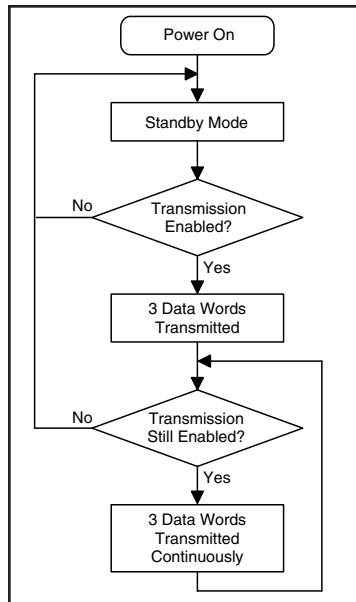 Power On
Standby Mode
Transmission
Enabled?
No
Yes
3 Data Words
Transmitted
Transmission
Still Enabled?
No
Yes
3 Data Words
Transmitted
Continuously